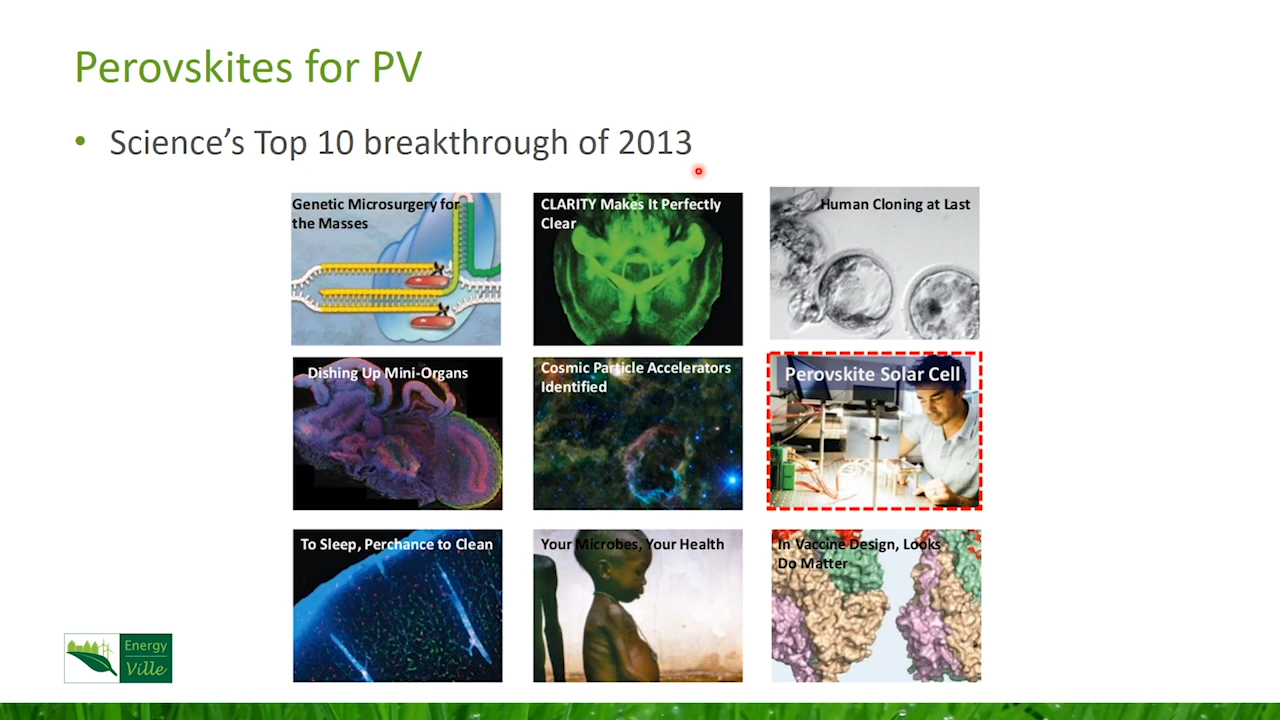 Perovskites for PV
• Science’s Top 10 breakthrough of 2013
Genetic Microsurgery for
the Masses
CLARITY Makes It Perfectly
Clear
Human Cloning at Last
Dishing Up Mini-Organs
Cosmic Particle Accelerators
Identified
Perovskite Solar Cell
To Sleep, Perchance to Clean
Your Microbes, Your Health
In Vaccine Design, Looks
Do Matter
Energy
Ville